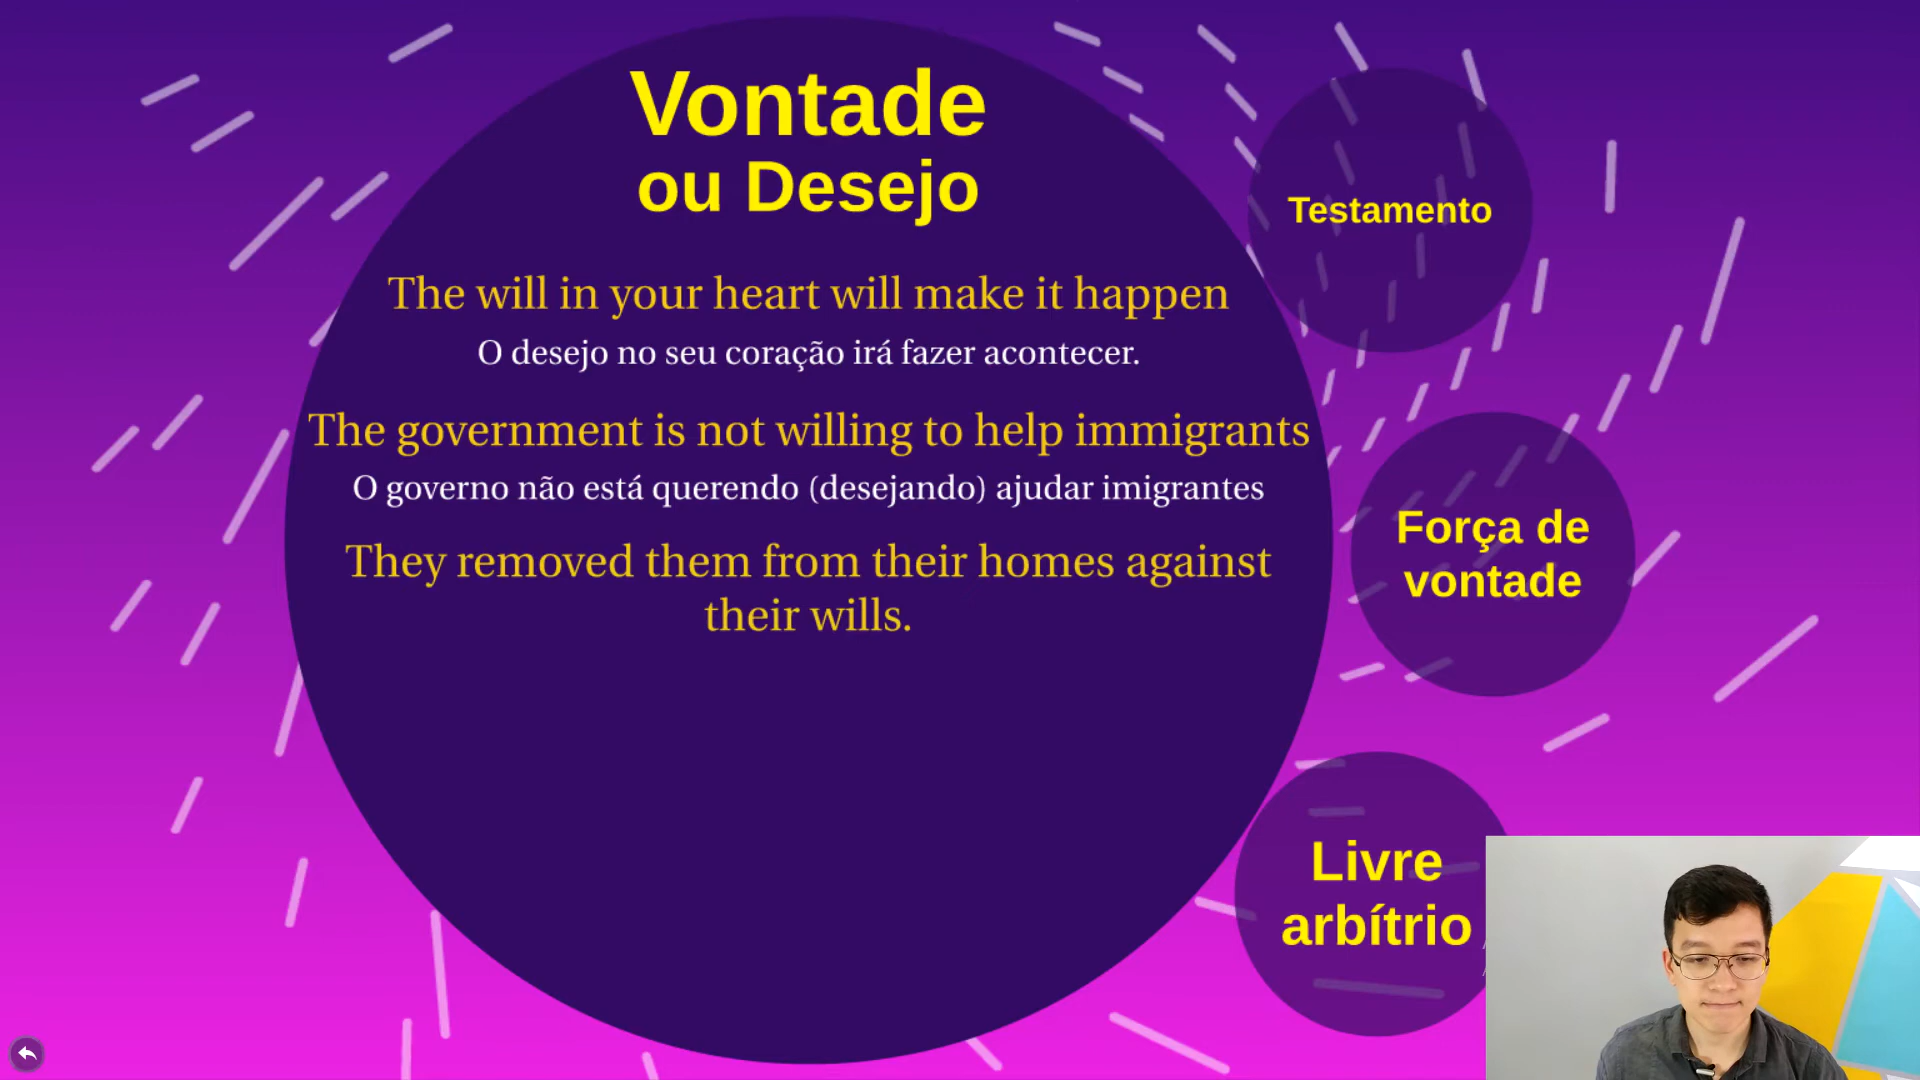 Vontade
ou Desejo
The will in your heart will make it happen
O desejo no seu coração irá fazer acontecer.
The government is not willing to help immigrants
O governo não está querendo (desejando) ajudar imigrantes
They removed them from their homes against
their wills.
Testamento
Força de
vontade
Livre
arbítrio